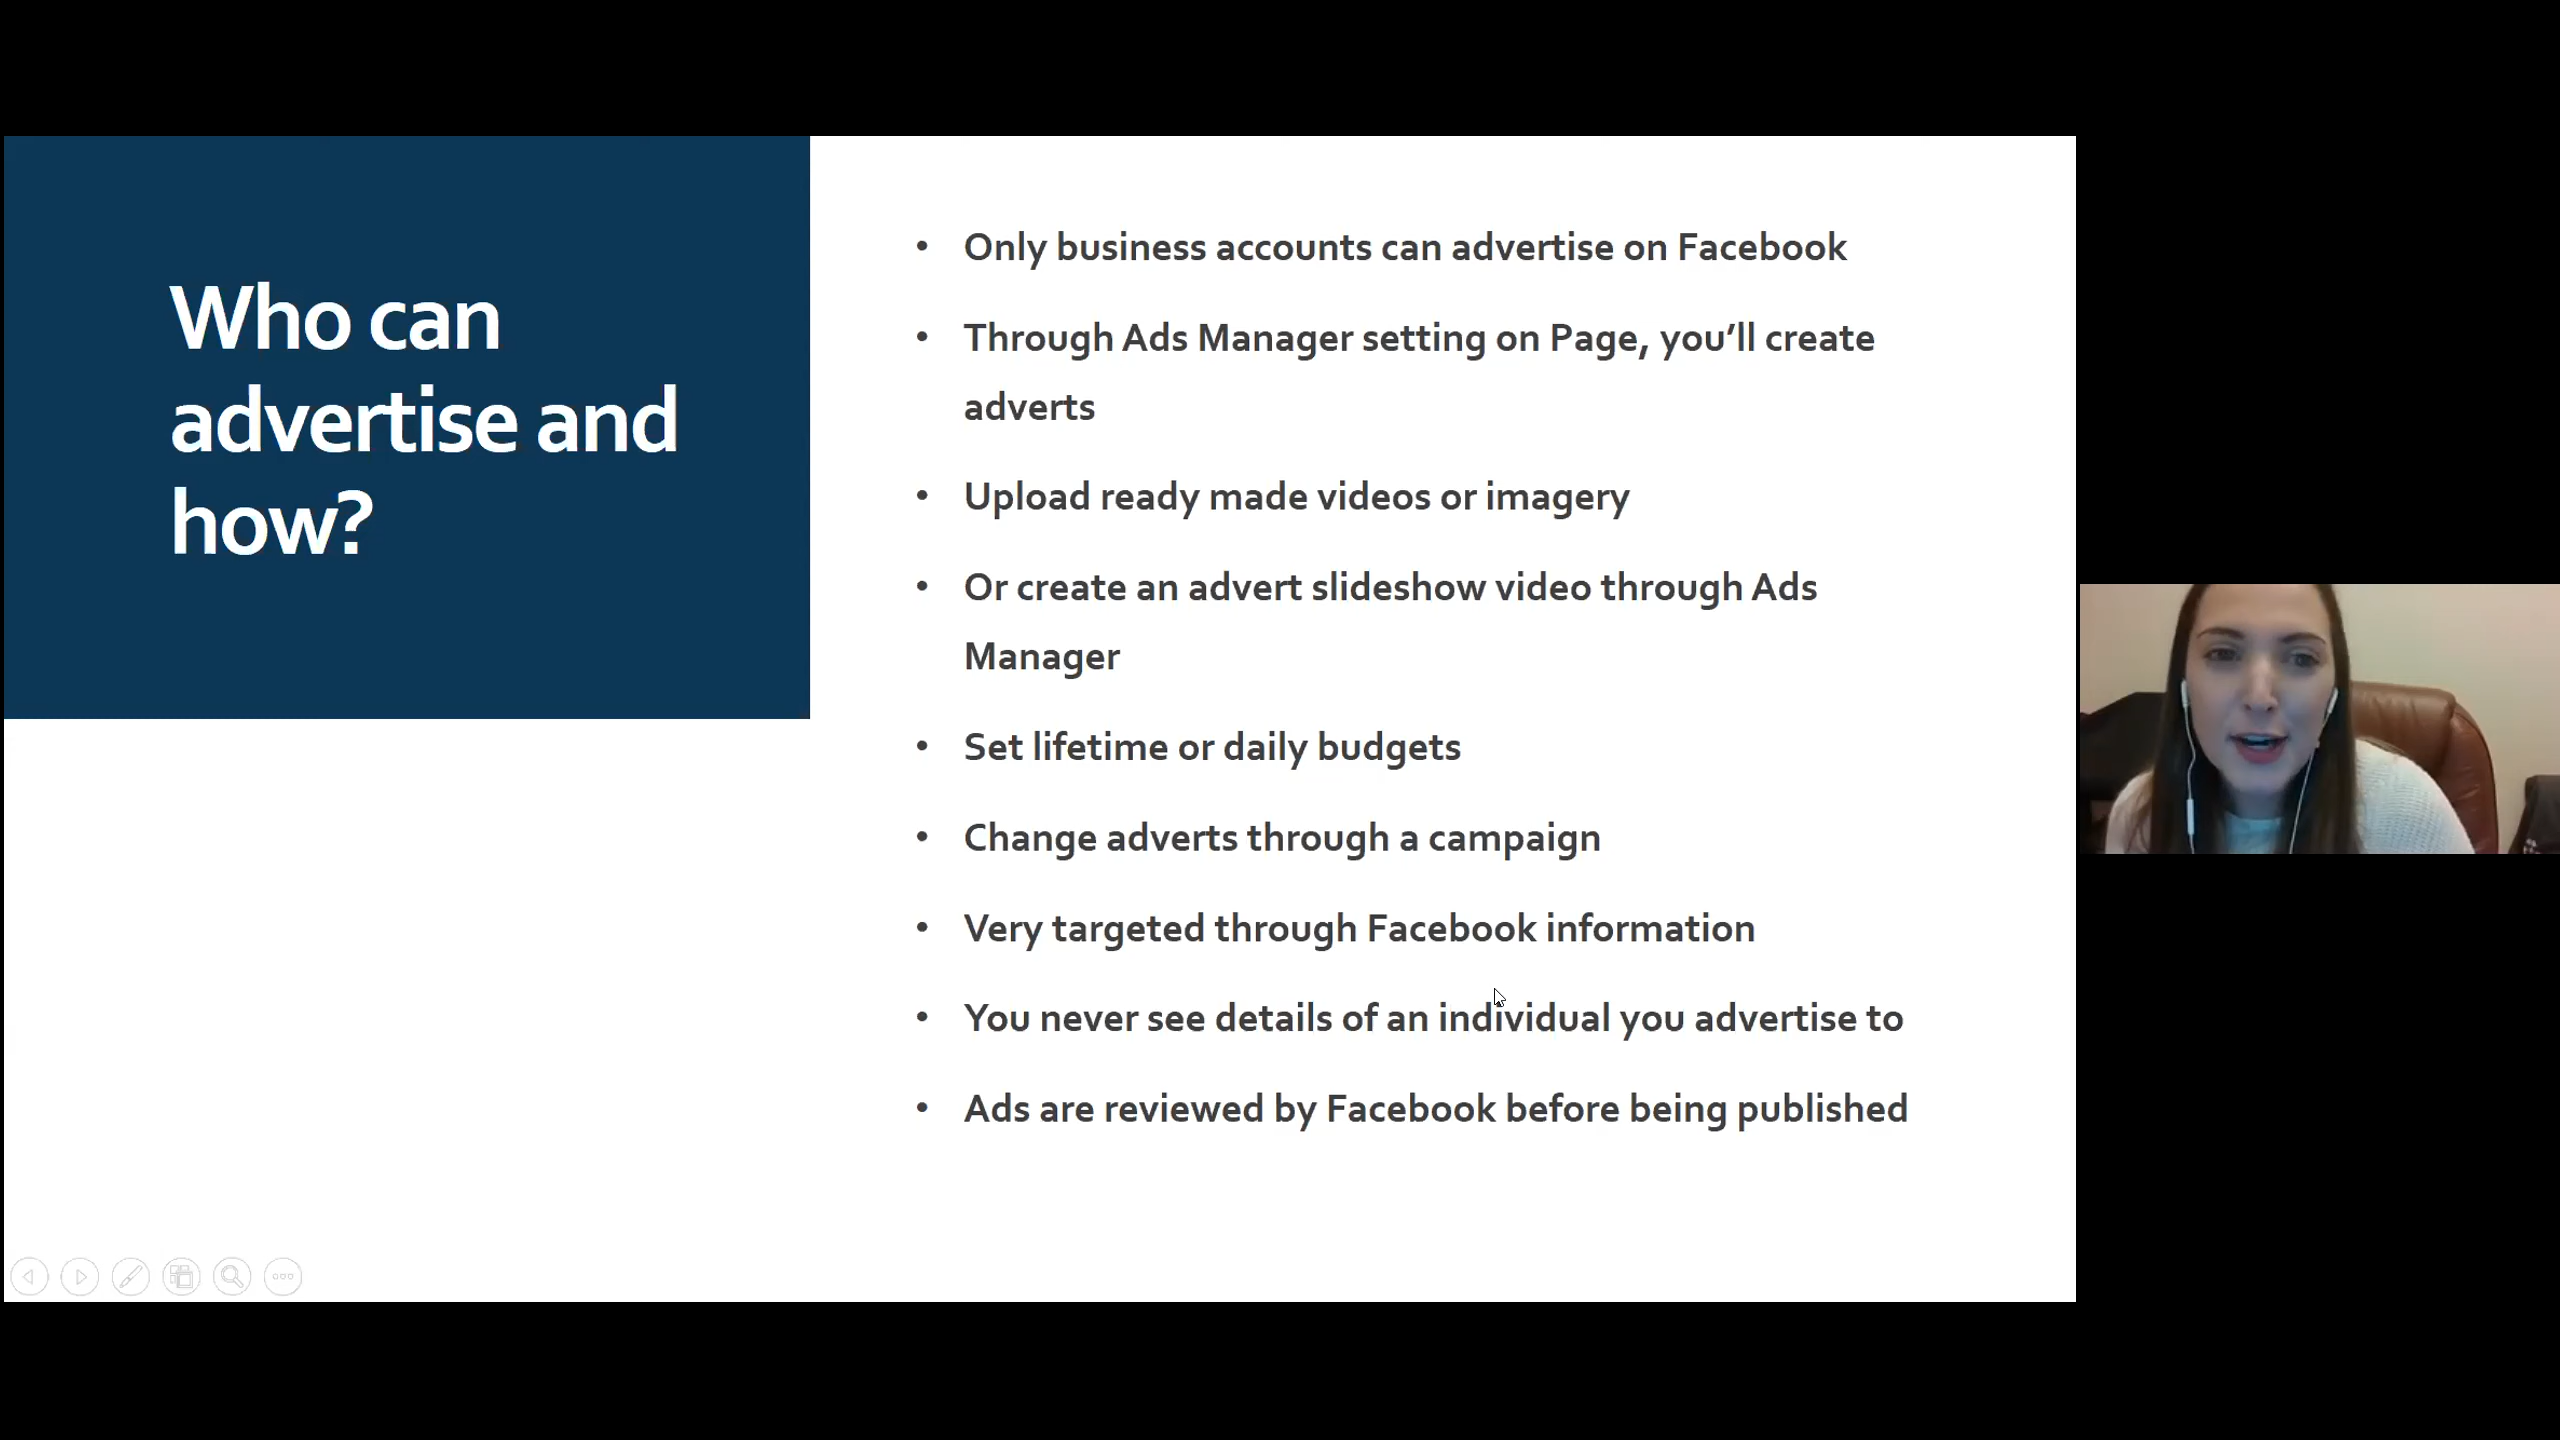 Who can
advertise and
how?
• Only business accounts can advertise on Facebook
• Through Ads Manager setting on Page, you’ll create
adverts
• Upload ready made videos or imagery
• Or create an advert slideshow video through Ads
Manager
• Set lifetime or daily budgets
• Change adverts through a campaign
• Very targeted through Facebook information
• You never see details of an individual you advertise to
• Ads are reviewed by Facebook before being published